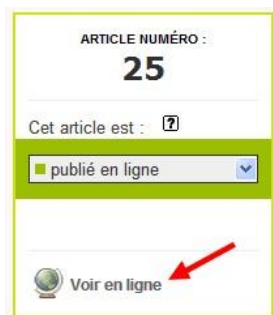 ARTICLE NUMÉRO :
25
Cet article est : ?
publié en ligne
Voir en ligne